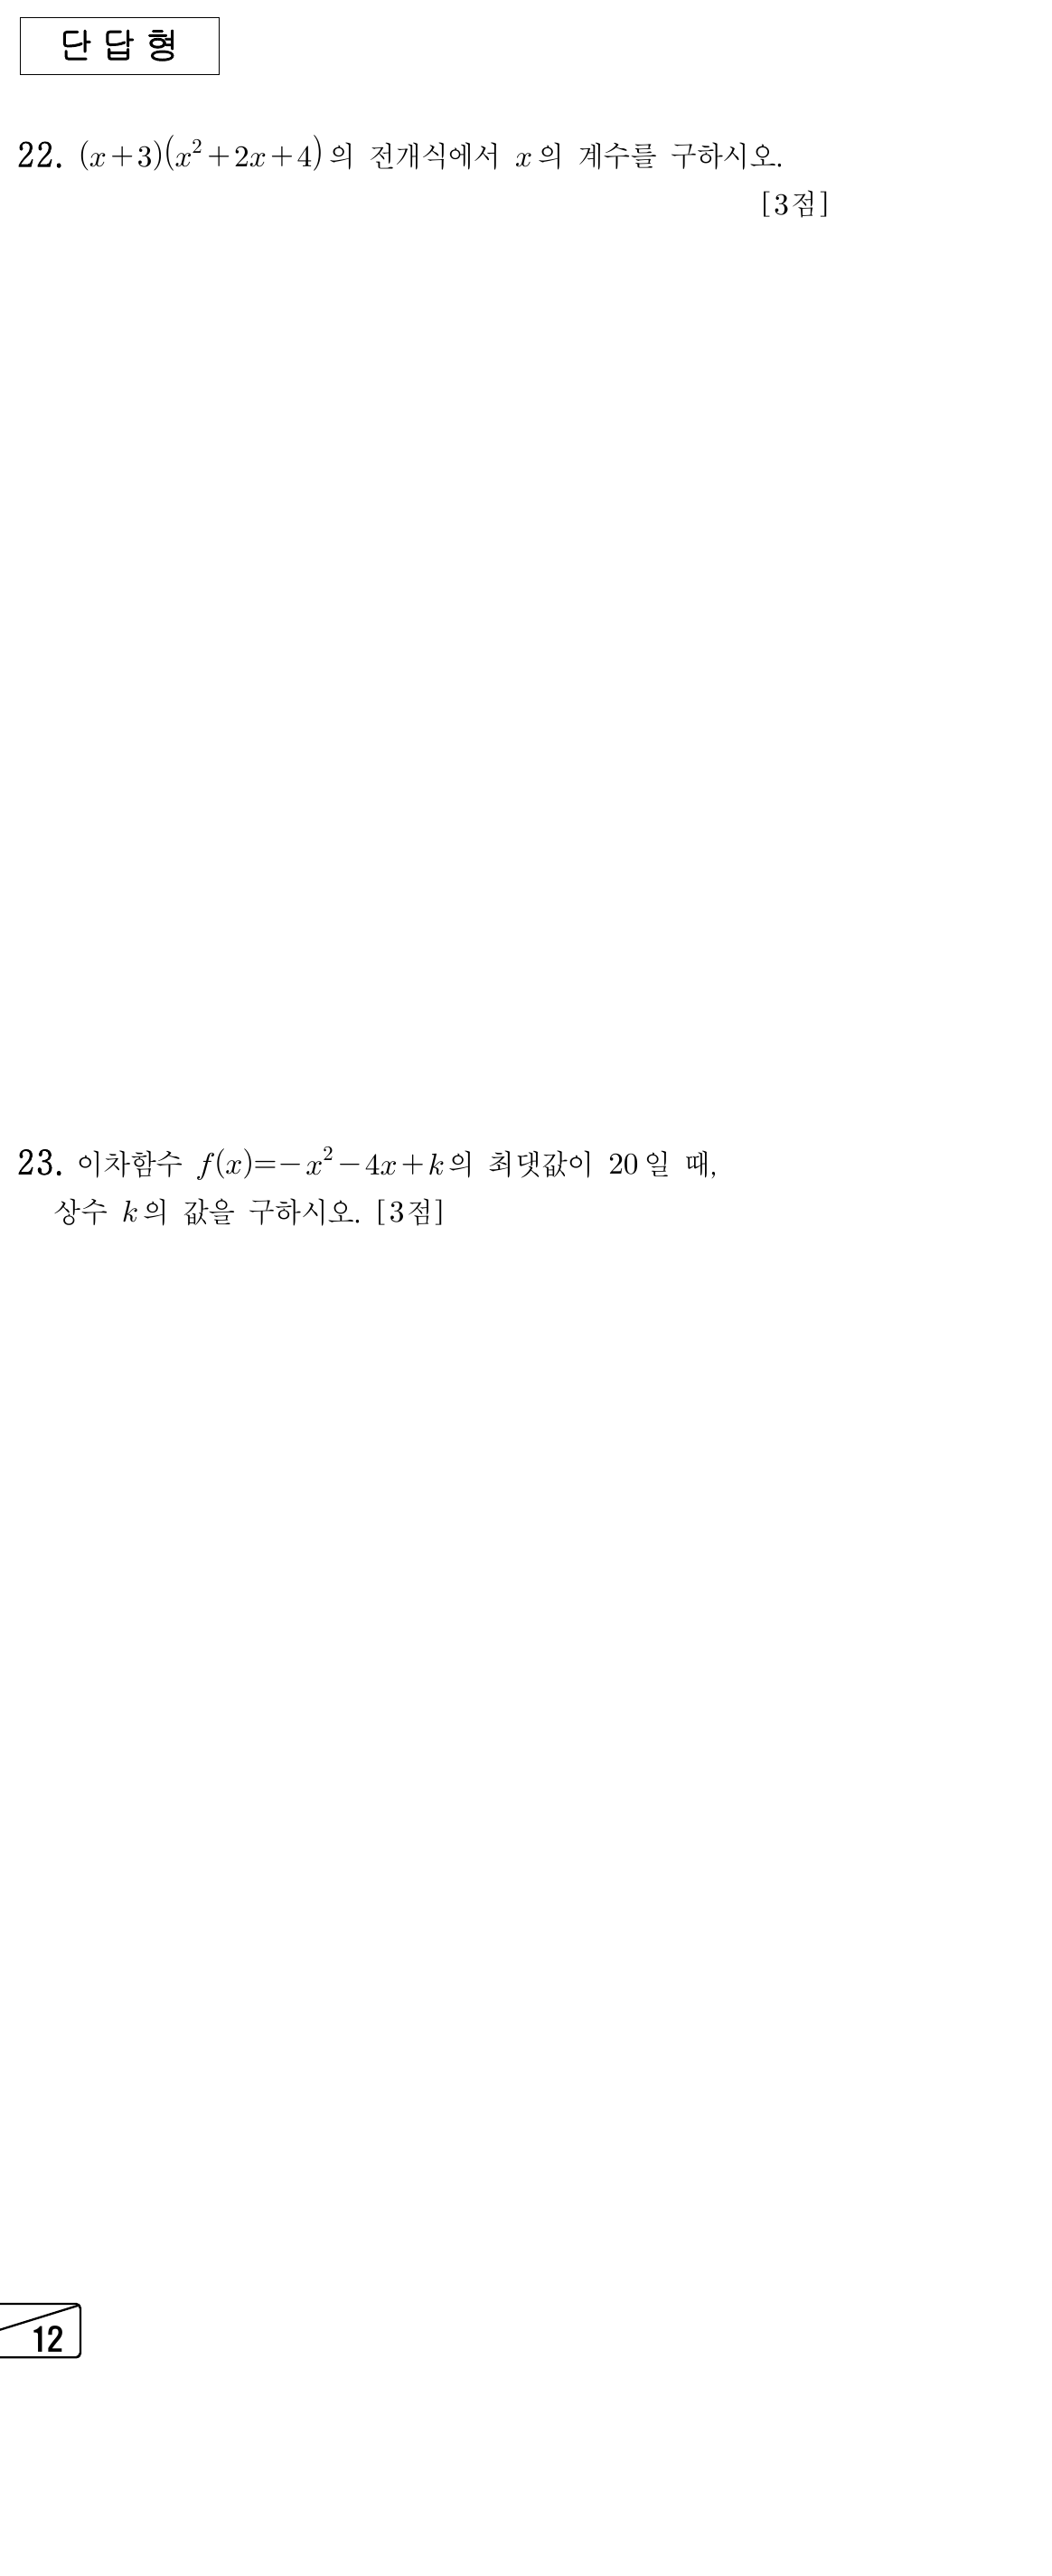 단 답 형
22. (x+3)(x²+2x+4)의 전개식에서 x의 계수를 구하시오.
[3점]
23. 이차함수 f(x)=−x²−4x+k의 최댓값이 20일 때,
상수 k의 값을 구하시오. [3점]
12